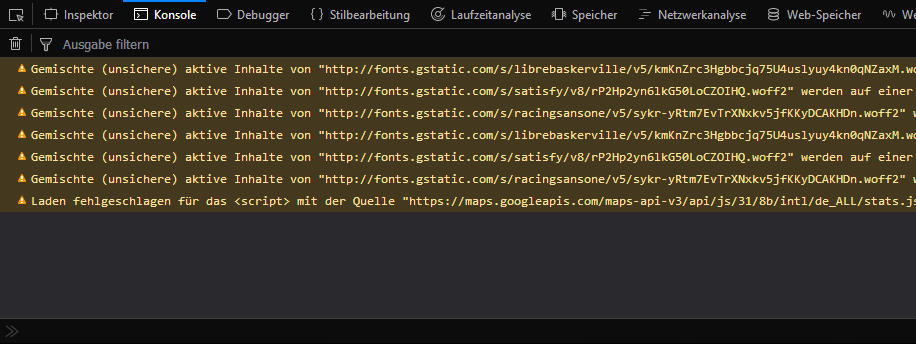 Inspektor Konsole Debugger { } Stilbearbeitung Laufzeitanalyse Speicher Netzwerkanalyse Web-Speicher We
Ausgabe filtern
Gemischte (unsichere) aktive Inhalte von "http://fonts.gstatic.com/s/librebaskerville/v5/kmKnZrc3Hgbbcjq75U4uslyuy4kn0qNZaxM.wo
Gemischte (unsichere) aktive Inhalte von "http://fonts.gstatic.com/s/satisfy/v8/rP2Hp2yn6lkG50LoCZOIHQ.woff2" werden auf einer
Gemischte (unsichere) aktive Inhalte von "http://fonts.gstatic.com/s/racingsansone/v5/sykr-yRtm7EvTrXNxkv5jfKKyDCAKHDn.woff2" w
Gemischte (unsichere) aktive Inhalte von "http://fonts.gstatic.com/s/librebaskerville/v5/kmKnZrc3Hgbbcjq75U4uslyuy4kn0qNZaxM.wo
Gemischte (unsichere) aktive Inhalte von "http://fonts.gstatic.com/s/satisfy/v8/rP2Hp2yn6lkG50LoCZOIHQ.woff2" werden auf einer
Gemischte (unsichere) aktive Inhalte von "http://fonts.gstatic.com/s/racingsansone/v5/sykr-yRtm7EvTrXNxkv5jfKKyDCAKHDn.woff2" w
Laden fehlgeschlagen für das <script> mit der Quelle "https://maps.googleapis.com/maps-api-v3/api/js/31/8b/intl/de_ALL/stats.js